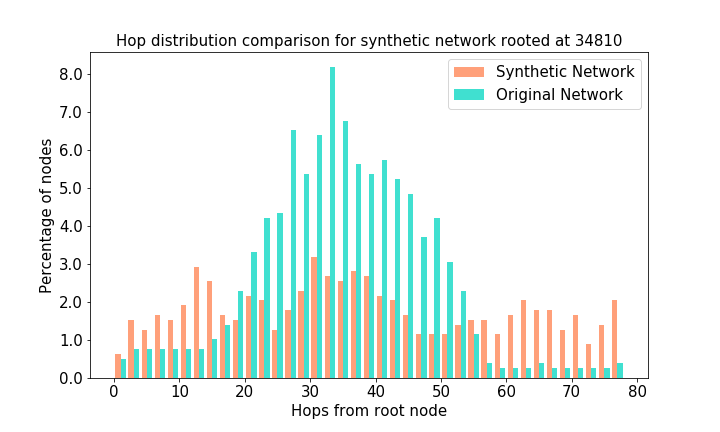 Hop distribution comparison for synthetic network rooted at 34810
Synthetic Network
Original Network
Percentage of nodes
8.0
7.0
6.0
5.0
4.0
3.0
2.0
1.0
0.0
0 10 20 30 40 50 60 70 80
Hops from root node